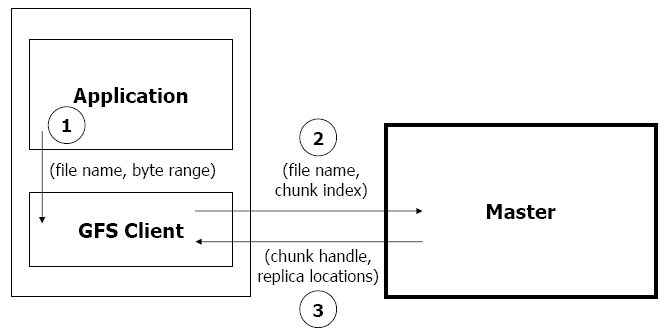 Application
1
(file name, byte range)
GFS Client
2
(file name,
chunk index)
Master
(chunk handle,
replica locations)
3